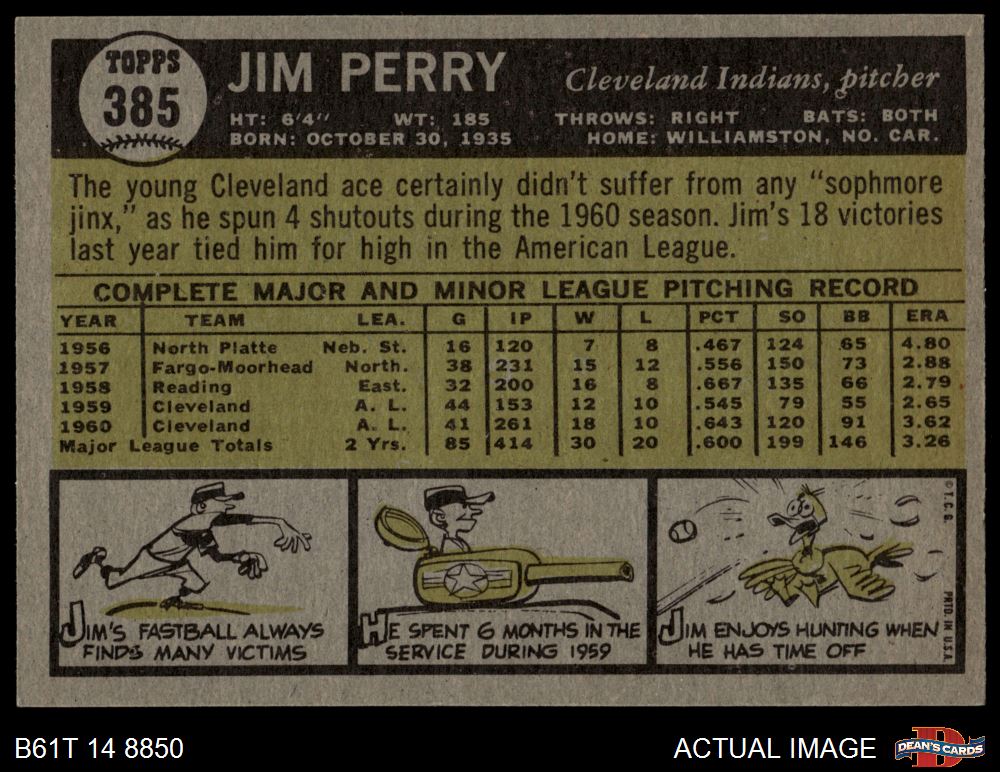 TOPPS
385
JIM PERRY
Cleveland Indians, pitcher
HT: 6'4" WT: 185 THROWS: RIGHT BATS: BOTH
BORN: OCTOBER 30, 1935 HOME: WILLIAMSTON, NO. CAR.
The young Cleveland ace certainly didn't suffer from any "sophmore
jinx," as he spun 4 shutouts during the 1960 season. Jim's 18 victories
last year tied him for high in the American League.
COMPLETE MAJOR AND MINOR LEAGUE PITCHING RECORD
YEAR TEAM LEA. G IP W L PCT SO BB ERA
1956 North Platte Neb. St. 16 120 7 8 .467 124 65 4.80
1957 Fargo-Moorhead North. 38 231 15 12 .556 150 73 2.88
1958 Reading East. 32 200 16 8 .667 135 66 2.79
1959 Cleveland A. L. 44 153 12 10 .545 79 55 2.65
1960 Cleveland A. L. 41 261 18 10 .643 120 91 3.62
Major League Totals 2 Yrs. 85 414 30 20 .600 199 146 3.26
JIM'S FASTBALL ALWAYS
FINDS MANY VICTIMS
HE SPENT 6 MONTHS IN THE
SERVICE DURING 1959
JIM ENJOYS HUNTING WHEN
HE HAS TIME OFF
© T. C. G.
PRTD. IN U.S.A.
B61T 14 8850
ACTUAL IMAGE
D
DEAN'S CARDS